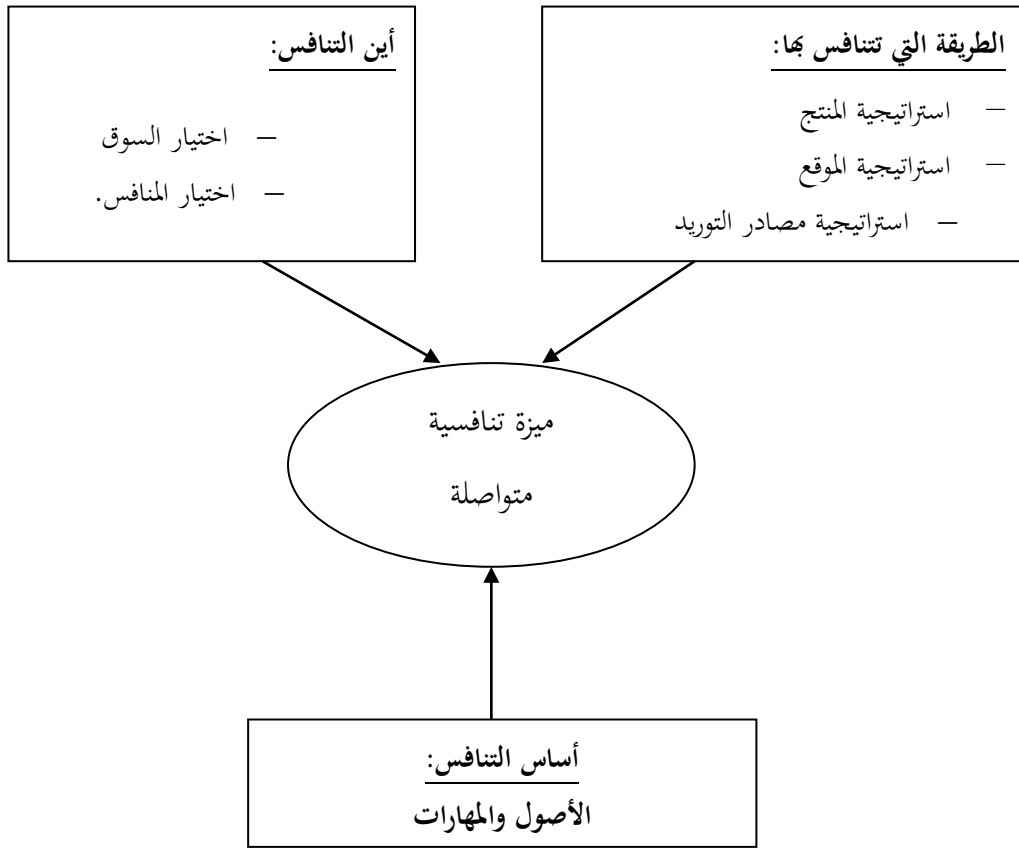 الطريقة التي تتنافس بها:
– استراتيجية المنتج
– استراتيجية الموقع
– استراتيجية مصادر التوريد
أين التنافس:
– اختيار السوق
– اختيار المنافس.
ميزة تنافسية
متواصلة
أساس التنافس:
الأصول والمهارات